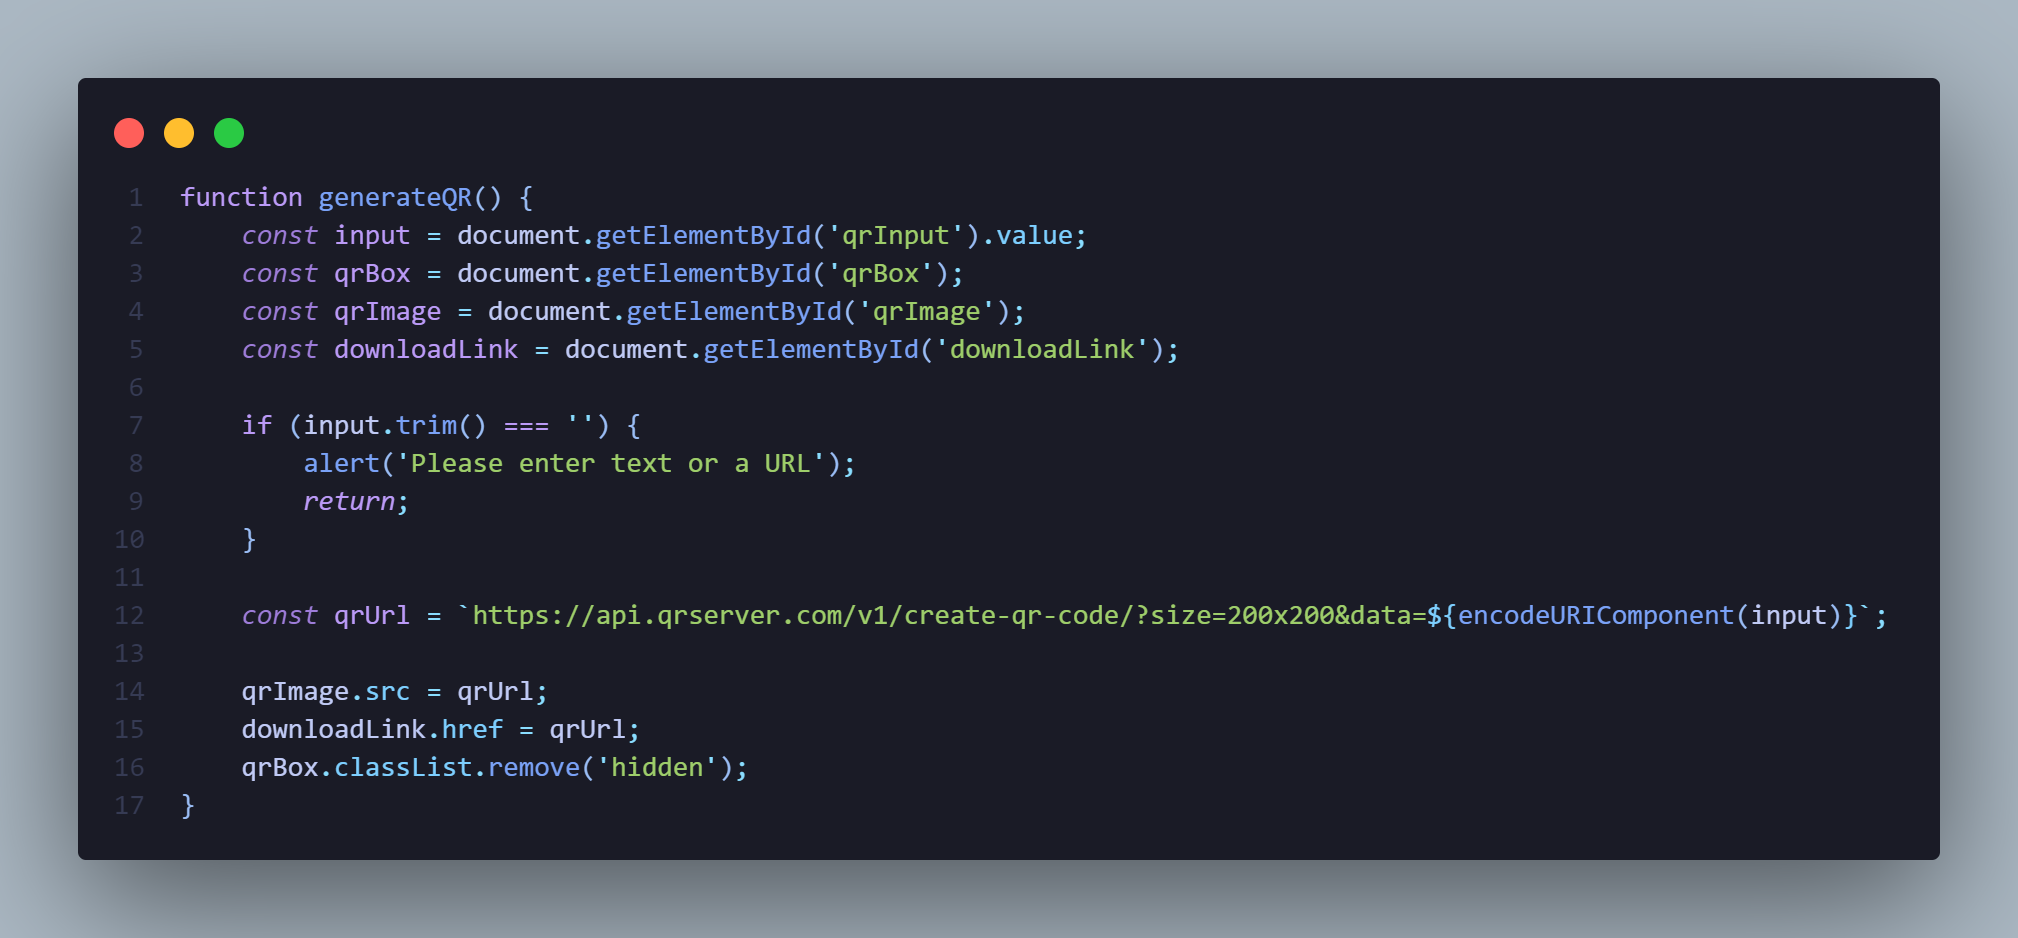 1 function generateQR() {
2     const input = document.getElementById('qrInput').value;
3     const qrBox = document.getElementById('qrBox');
4     const qrImage = document.getElementById('qrImage');
5     const downloadLink = document.getElementById('downloadLink');
6
7     if (input.trim() === '') {
8         alert('Please enter text or a URL');
9         return;
10     }
11
12     const qrUrl = `https://api.qrserver.com/v1/create-qr-code/?size=200x200&data=${encodeURIComponent(input)}`;
13
14     qrImage.src = qrUrl;
15     downloadLink.href = qrUrl;
16     qrBox.classList.remove('hidden');
17 }